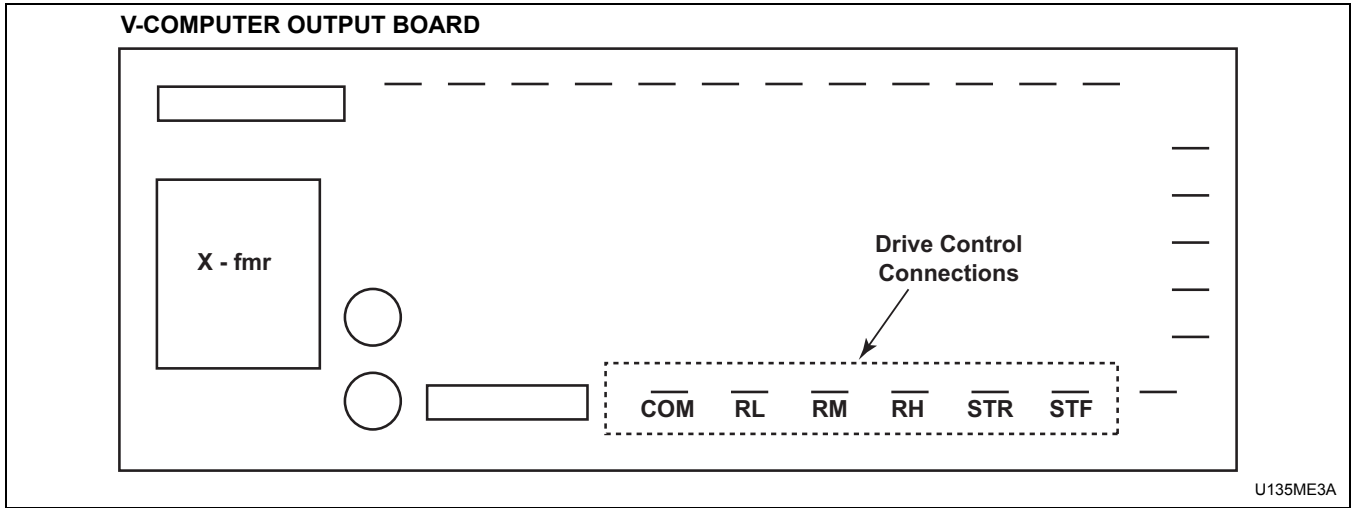 V-COMPUTER OUTPUT BOARD
X - fmr
Drive Control
Connections
COM RL RM RH STR STF
U135ME3A